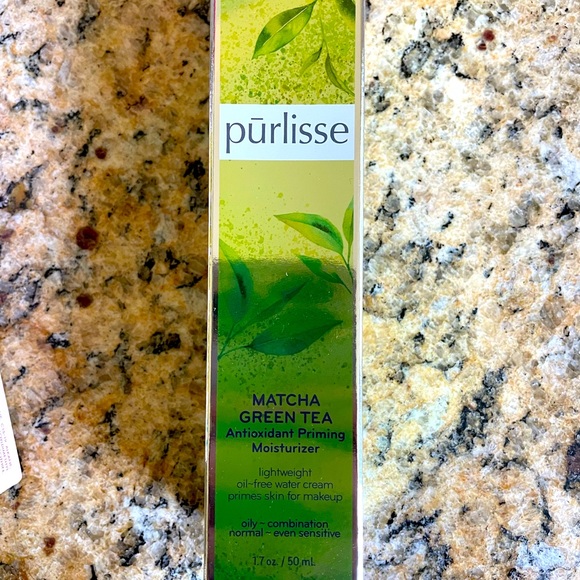 pūrlisse
MATCHA
GREEN TEA
Antioxidant Priming
Moisturizer
lightweight
oil-free water cream
primes skin for makeup
oily - combination
normal - even sensitive
1.7 oz. / 50 mL